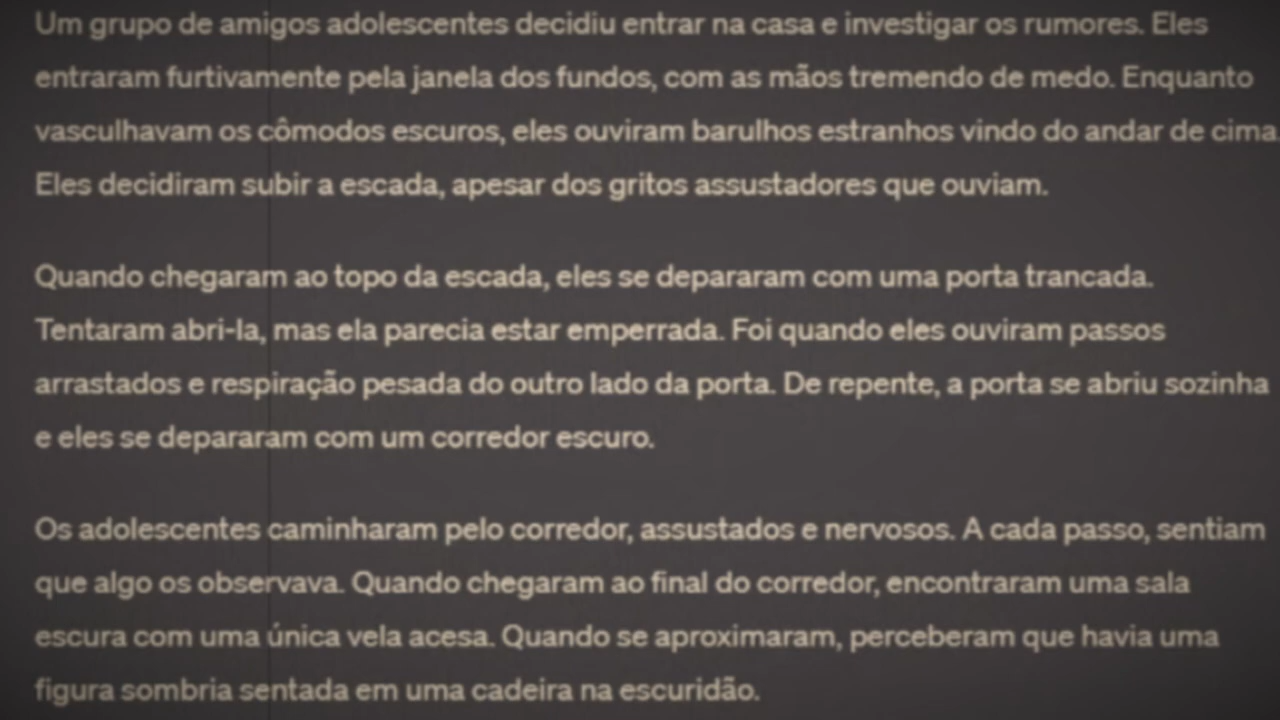 Um grupo de amigos adolescentes decidiu entrar na casa e investigar os rumores. Eles
entraram furtivamente pela janela dos fundos, com as mãos tremendo de medo. Enquanto
vasculhavam os cômodos escuros, eles ouviram barulhos estranhos vindo do andar de cima.
Eles decidiram subir a escada, apesar dos gritos assustadores que ouviam.
Quando chegaram ao topo da escada, eles se depararam com uma porta trancada.
Tentaram abri-la, mas ela parecia estar emperrada. Foi quando eles ouviram passos
arrastados e respiração pesada do outro lado da porta. De repente, a porta se abriu sozinha
e eles se depararam com um corredor escuro.
Os adolescentes caminharam pelo corredor, assustados e nervosos. A cada passo, sentiam
que algo os observava. Quando chegaram ao final do corredor, encontraram uma sala
escura com uma única vela acesa. Quando se aproximaram, perceberam que havia uma
figura sombria sentada em uma cadeira na escuridão.